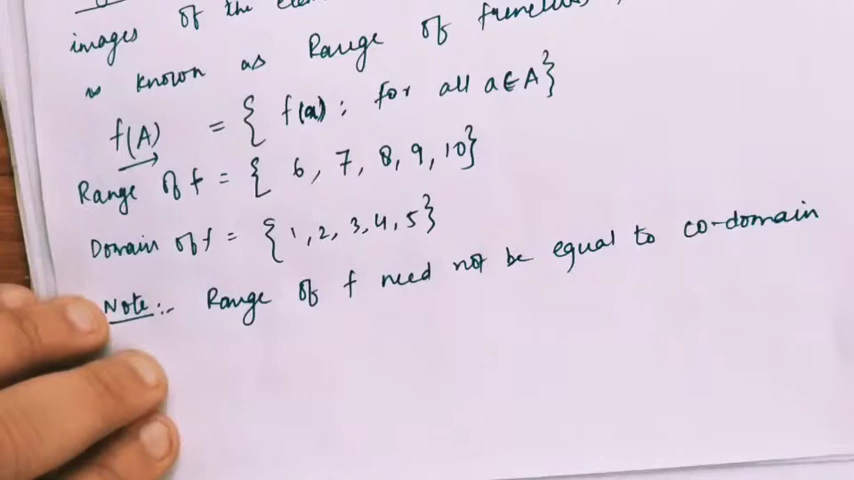 images of the
is known as Range of function
f(A) = { f(a) : for all a ∈ A }
Range of f = { 6, 7, 8, 9, 10 }
Domain of f = { 1, 2, 3, 4, 5 }
Note:- Range of f need not be equal to co-domain